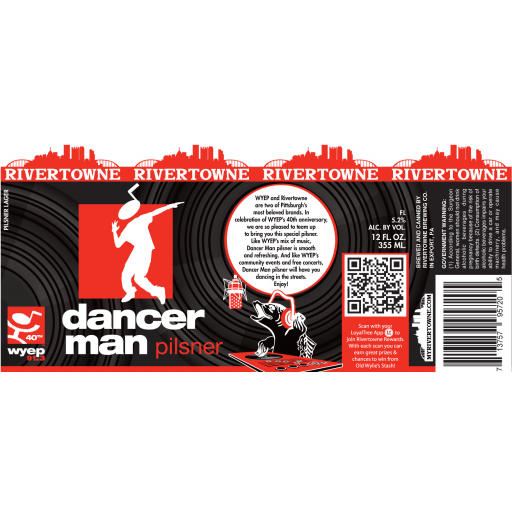 RIVERTOWNE RIVERTOWNE RIVERTOWNE RIVERTOWNE
PILSNER LAGER
40TH
wyep
91.3
dancer
man pilsner
WYEP and Rivertowne
are two of Pittsburgh's
most beloved brands. In
celebration of WYEP's 40th anniversary,
we are so pleased to team up
to bring you this special pilsner.
Like WYEP's mix of music,
Dancer Man pilsner is smooth
and refreshing. And like WYEP's
community events and free concerts,
Dancer Man pilsner will have you
dancing in the streets.
Enjoy!
FL
5.2%
ALC. BY VOL.
12 FL. OZ.
355 ML.
Scan with your
LoyalTree App to
join Rivertowne Rewards.
With each scan you can
earn great prizes &
chances to win from
Old Wylie's Stash!
BREWED AND CANNED BY
RIVERTOWNE BREWING CO.
IN EXPORT, PA
MYRIVERTOWNE.COM
GOVERNMENT WARNING:
(1) According to the Surgeon
General, women should not drink
alcoholic beverages during
pregnancy because of the risk of
birth defects. (2) Consumption of
alcoholic beverages impairs your
ability to drive a car or operate
machinery, and may cause
health problems.
7 13757 95720 5